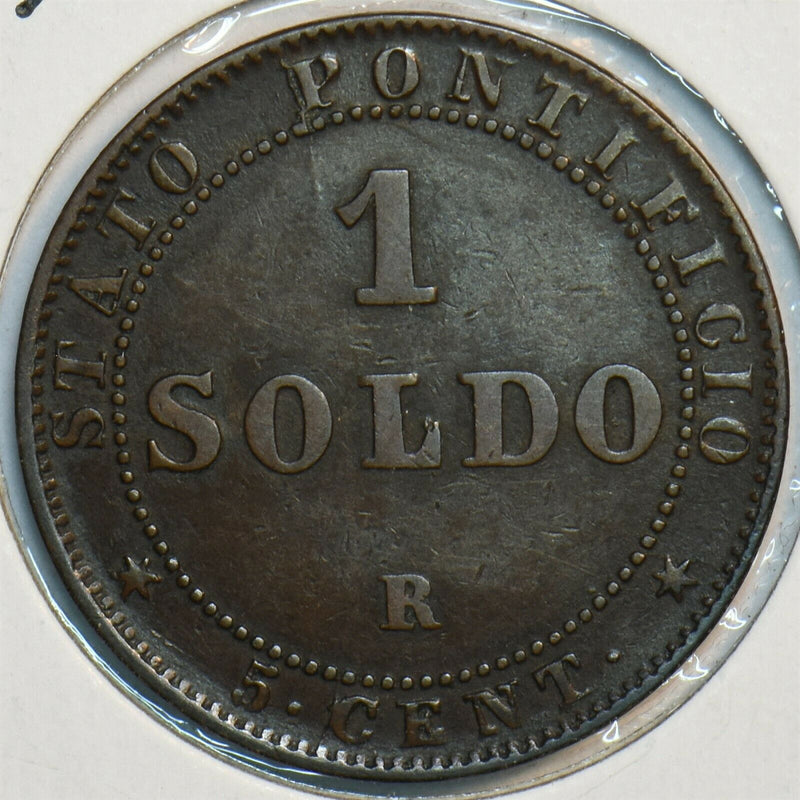 STATO PONTIFICIO
1
SOLDO
R
5· CENT·